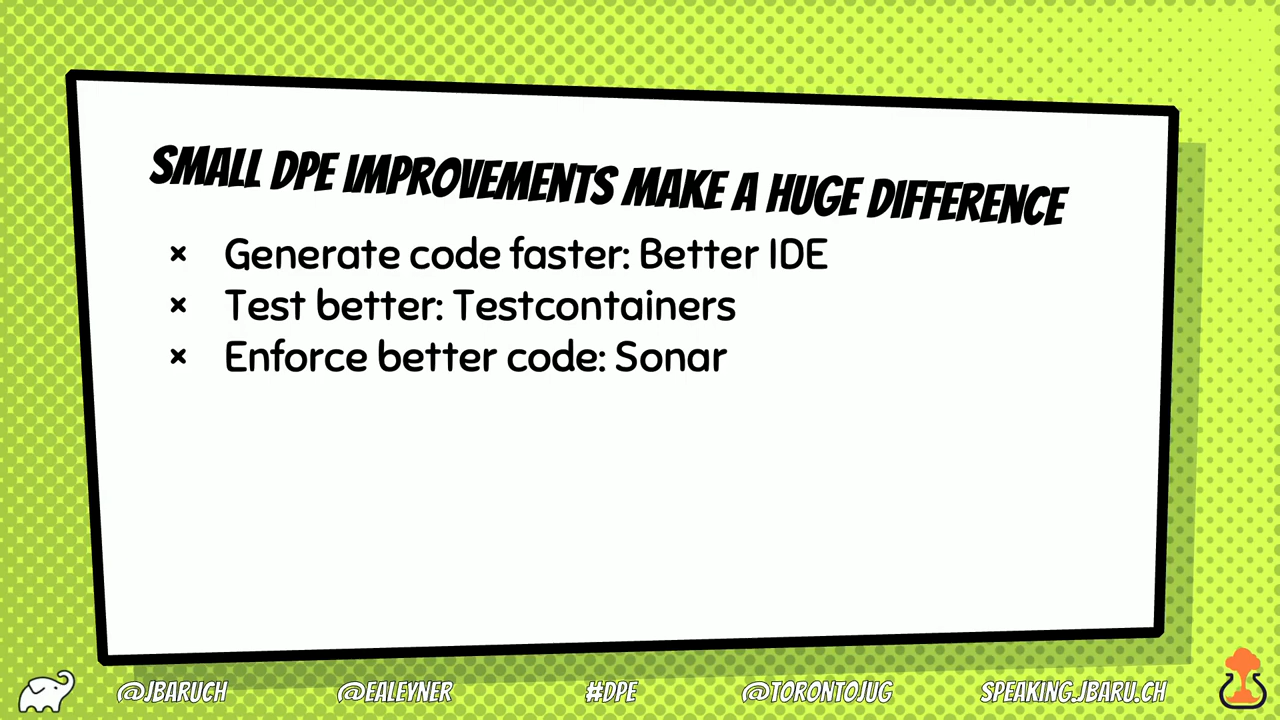 SMALL DPE IMPROVEMENTS MAKE A HUGE DIFFERENCE
× Generate code faster: Better IDE
× Test better: Testcontainers
× Enforce better code: Sonar
@JBARUCH @EALEYNER #DPE @TORONTOJUG SPEAKING.JBARU.CH